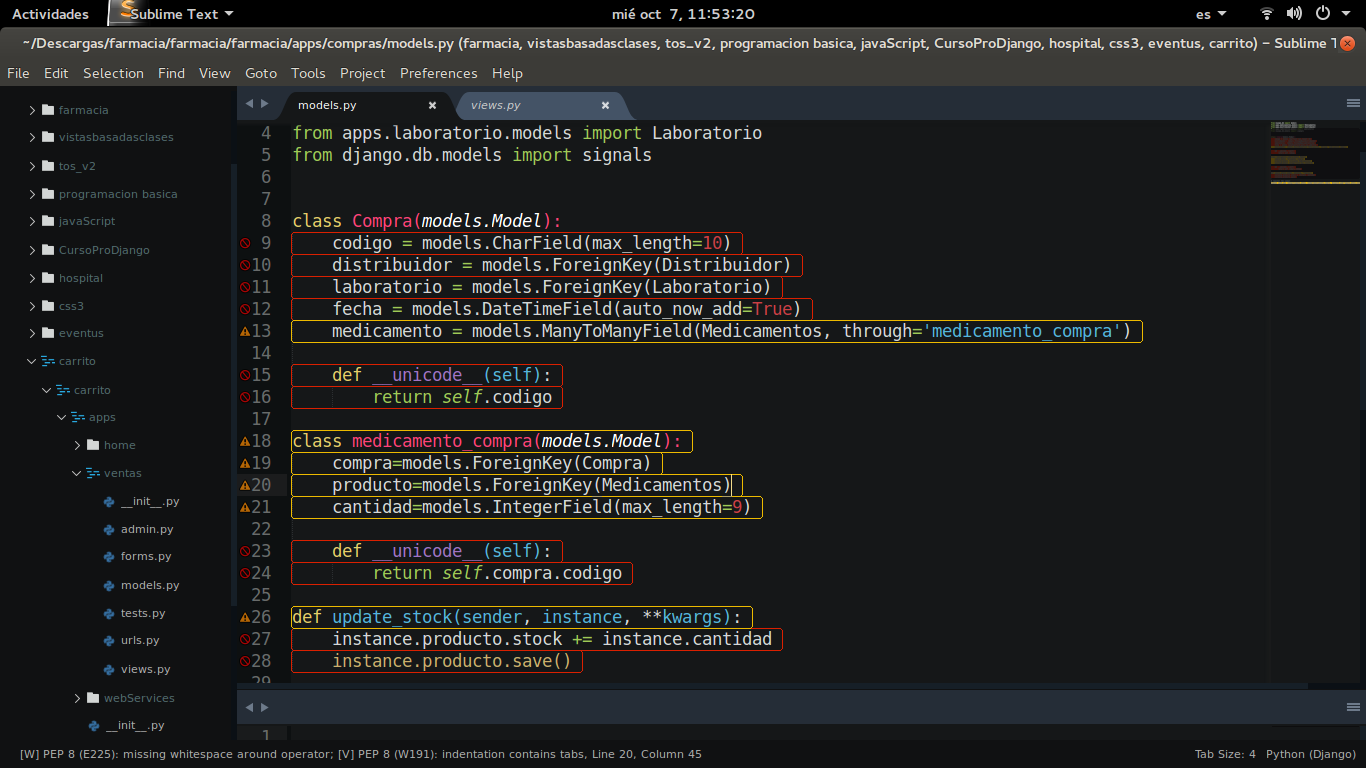 Actividades Sublime Text mié oct 7, 11:53:20 es
~/Descargas/farmacia/farmacia/farmacia/apps/compras/models.py (farmacia, vistasbasadasclases, tos_v2, programacion basica, javaScript, CursoProDjango, hospital, css3, eventus, carrito) – Sublime T
File Edit Selection Find View Goto Tools Project Preferences Help
farmacia
vistasbasadasclases
tos_v2
programacion basica
javaScript
CursoProDjango
hospital
css3
eventus
carrito
carrito
apps
home
ventas
__init__.py
admin.py
forms.py
models.py
tests.py
urls.py
views.py
webServices
__init__.py
models.py views.py
4 from apps.laboratorio.models import Laboratorio
5 from django.db.models import signals
6
7
8 class Compra(models.Model):
9 codigo = models.CharField(max_length=10)
10 distribuidor = models.ForeignKey(Distribuidor)
11 laboratorio = models.ForeignKey(Laboratorio)
12 fecha = models.DateTimeField(auto_now_add=True)
13 medicamento = models.ManyToManyField(Medicamentos, through='medicamento_compra')
14
15 def __unicode__(self):
16 return self.codigo
17
18 class medicamento_compra(models.Model):
19 compra=models.ForeignKey(Compra)
20 producto=models.ForeignKey(Medicamentos)
21 cantidad=models.IntegerField(max_length=9)
22
23 def __unicode__(self):
24 return self.compra.codigo
25
26 def update_stock(sender, instance, **kwargs):
27 instance.producto.stock += instance.cantidad
28 instance.producto.save()
29
1
[W] PEP 8 (E225): missing whitespace around operator; [V] PEP 8 (W191): indentation contains tabs, Line 20, Column 45 Tab Size: 4 Python (Django)